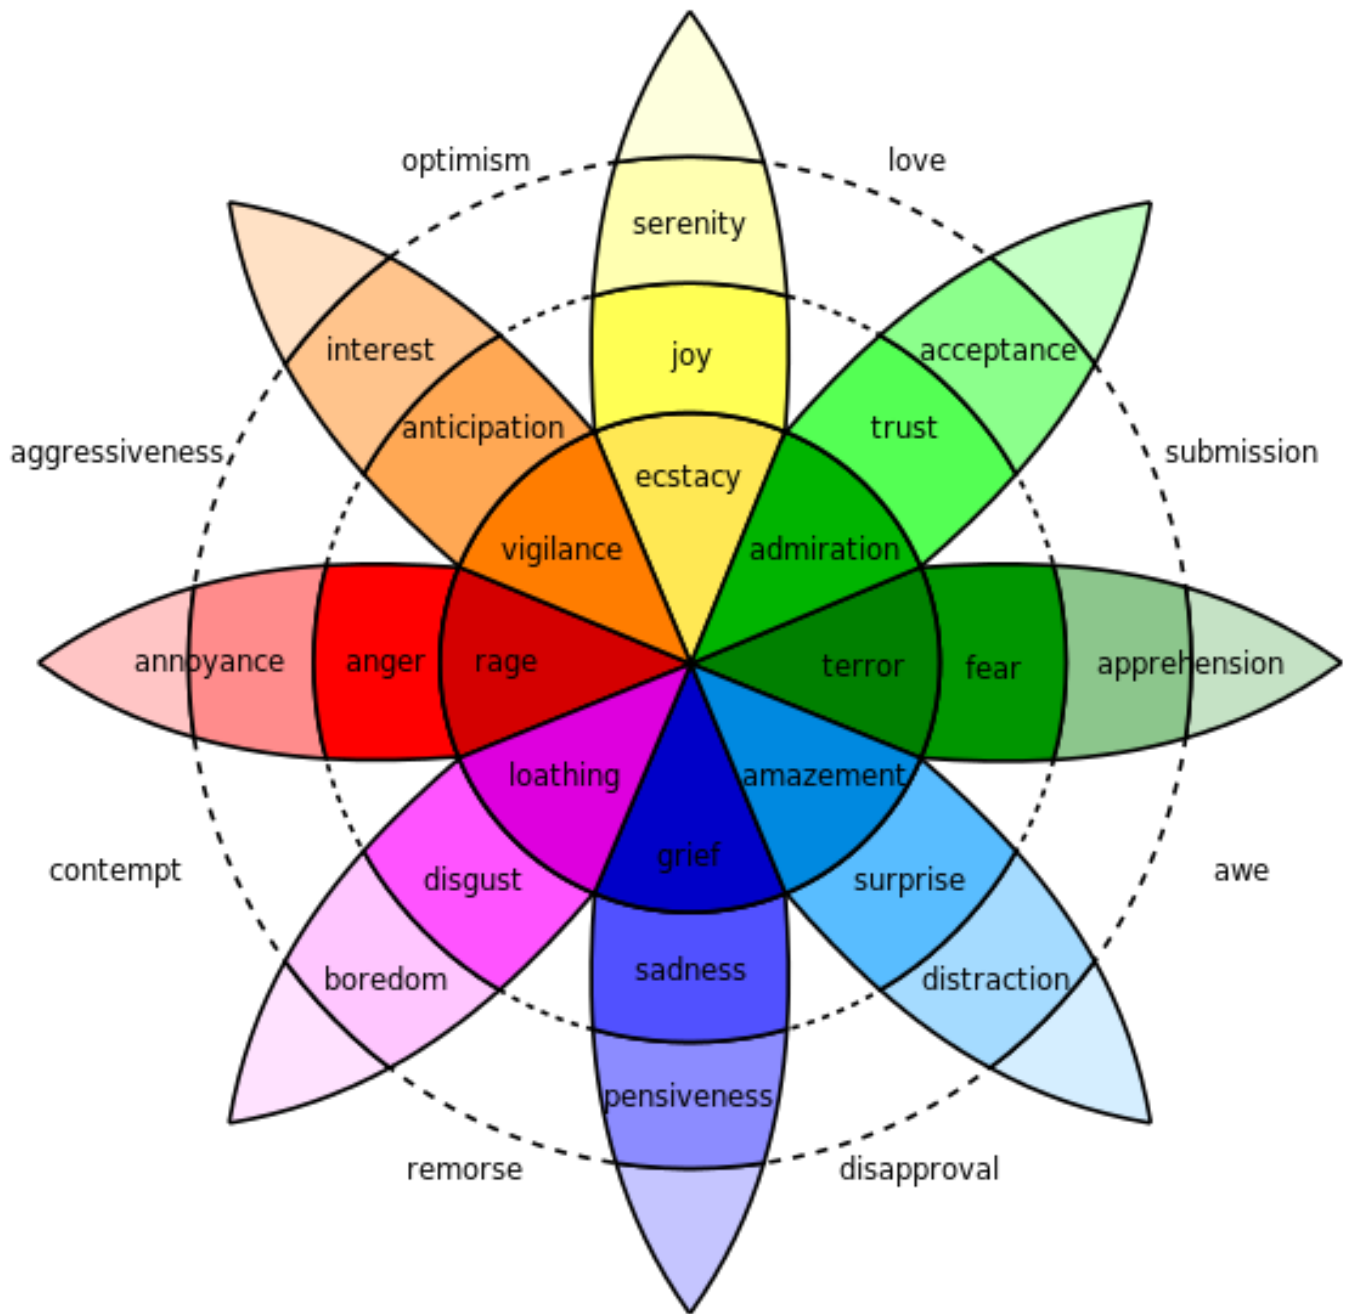 optimism
love
serenity
interest
joy
acceptance
anticipation
trust
aggressiveness
submission
ecstacy
vigilance
admiration
annoyance
anger
rage
terror
fear
apprehension
loathing
amazement
contempt
grief
awe
disgust
surprise
boredom
sadness
distraction
pensiveness
remorse
disapproval